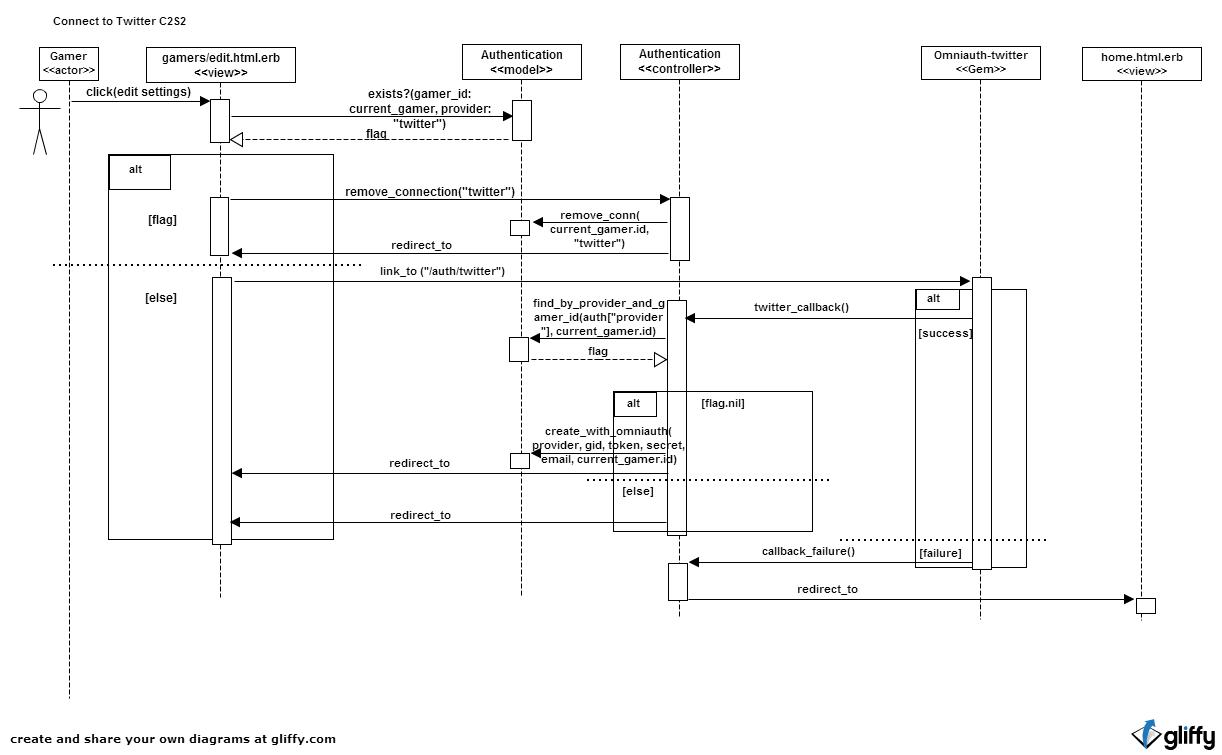 Connect to Twitter C2S2
Gamer
<<actor>>
gamers/edit.html.erb
<<view>>
Authentication
<<model>>
Authentication
<<controller>>
Omniauth-twitter
<<Gem>>
home.html.erb
<<view>>
click(edit settings)
exists?(gamer_id:
current_gamer, provider:
"twitter")
flag
alt
[flag]
remove_connection("twitter")
remove_conn(
current_gamer.id,
"twitter")
redirect_to
link_to ("/auth/twitter")
[else]
alt
[success]
twitter_callback()
find_by_provider_and_g
amer_id(auth["provider
"], current_gamer.id)
flag
alt
[flag.nil]
create_with_omniauth(
provider, gid, token, secret,
email, current_gamer.id)
redirect_to
[else]
redirect_to
callback_failure()
[failure]
redirect_to
create and share your own diagrams at gliffy.com
gliffy